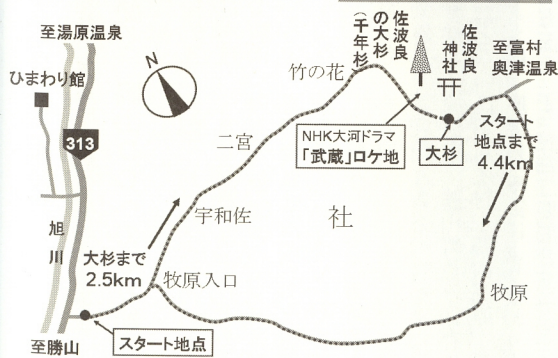 至湯原温泉
ひまわり館
313
旭川
至勝山
スタート地点
大杉まで
2.5km
牧原入口
宇和佐
二宮
竹の花
佐波良
の大杉
(千年杉)
佐波良
神社
至富村
奥津温泉
NHK大河ドラマ
「武蔵」ロケ地
大杉
スタート
地点まで
4.4km
社
牧原
N